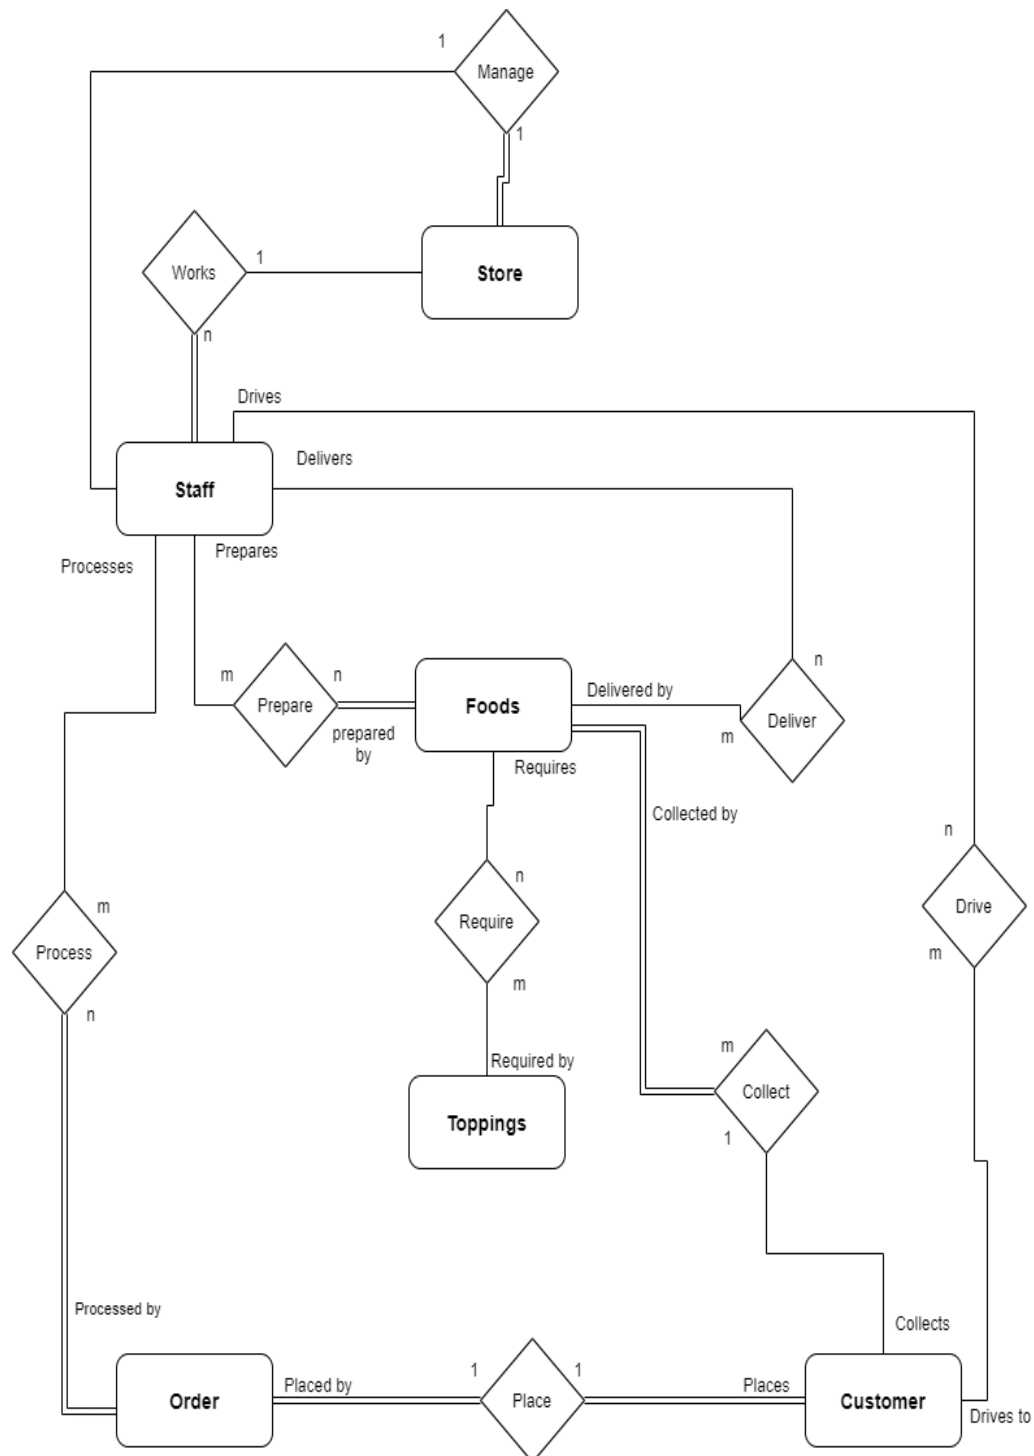 1
Manage
1
Works
1
Store
n
Drives
Delivers
Staff
Prepares
Processes
m
n
Prepare
prepared
by
Foods
Delivered by
n
m
Deliver
Requires
Collected by
n
Drive
m
n
Require
m
m
Process
n
Required by
Toppings
m
Collect
1
Processed by
Collects
Order
Placed by
1
Place
1
Places
Customer
Drives to